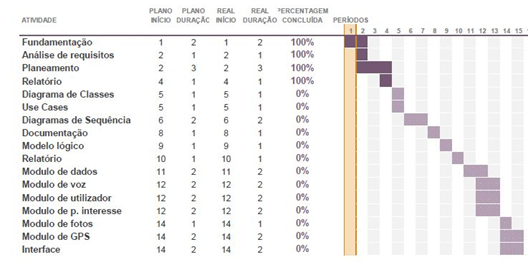 ATIVIDADE PLANO INÍCIO PLANO DURAÇÃO REAL INÍCIO REAL DURAÇÃO PERCENTAGEM CONCLUÍDA PERÍODOS
1 2 3 4 5 6 7 8 9 10 11 12 13 14 15 16
Fundamentação 1 2 1 2 100%
Análise de requisitos 2 1 2 1 100%
Planeamento 2 3 2 3 100%
Relatório 4 1 4 1 100%
Diagrama de Classes 5 1 5 1 0%
Use Cases 5 1 5 1 0%
Diagramas de Sequência 6 2 6 2 0%
Documentação 8 1 8 1 0%
Modelo lógico 9 1 9 1 0%
Relatório 10 1 10 1 0%
Modulo de dados 11 2 11 2 0%
Modulo de voz 12 2 12 2 0%
Modulo de utilizador 12 2 12 2 0%
Modulo de p. interesse 12 2 12 2 0%
Modulo de fotos 14 1 14 1 0%
Modulo de GPS 14 2 14 2 0%
Interface 14 2 14 2 0%